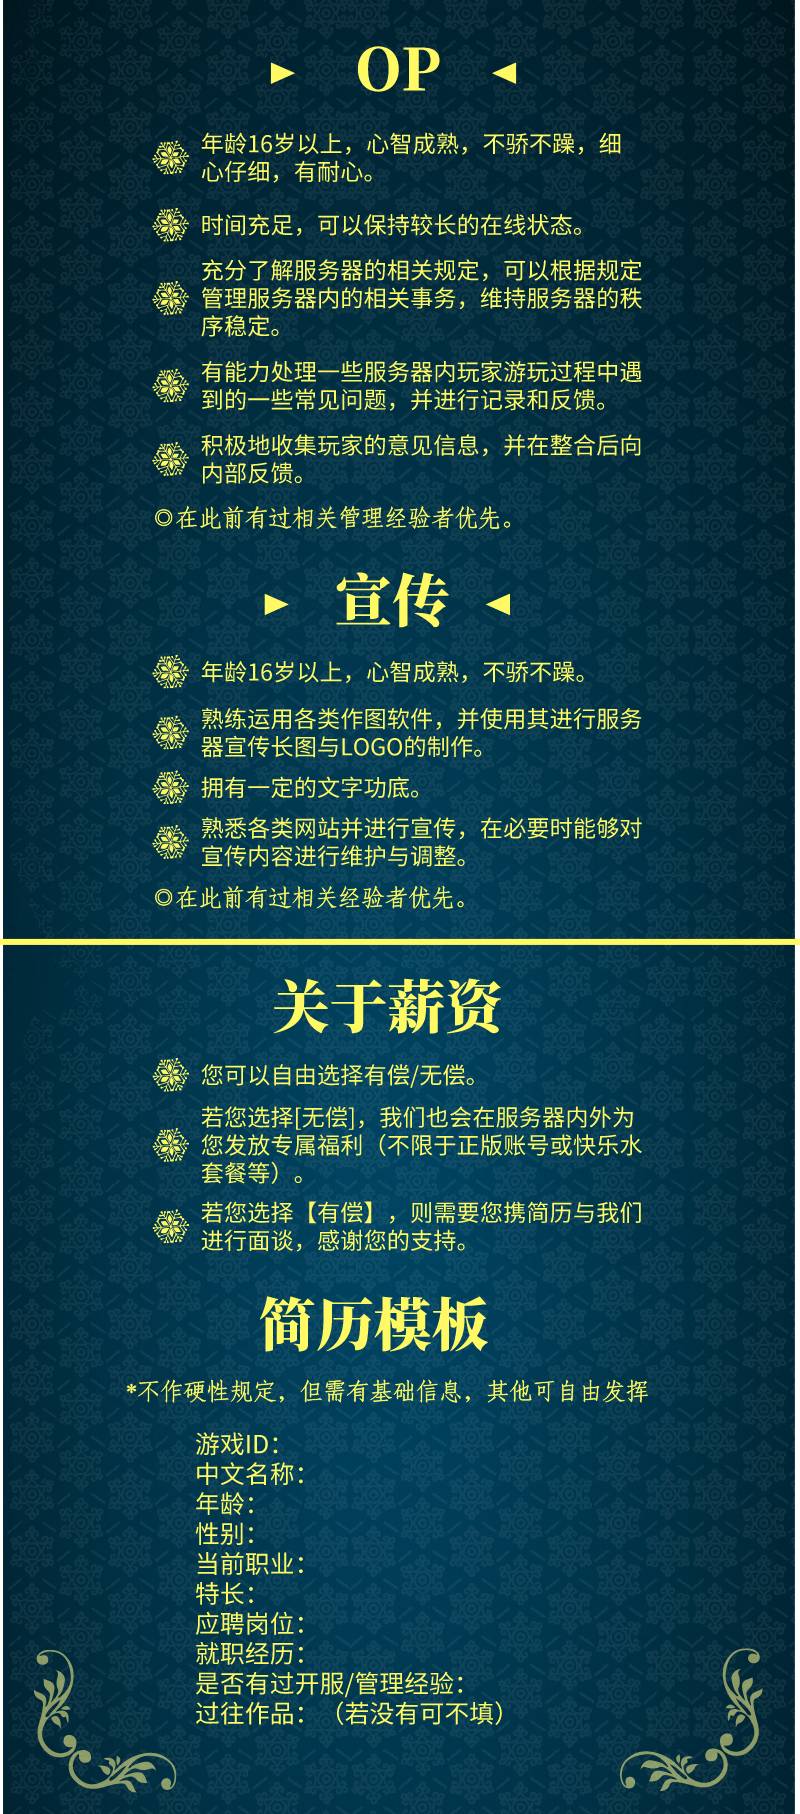 OP
年龄16岁以上，心智成熟，不骄不躁，细
心仔细，有耐心。
时间充足，可以保持较长的在线状态。
充分了解服务器的相关规定，可以根据规定
管理服务器内的相关事务，维持服务器的秩
序稳定。
有能力处理一些服务器内玩家游玩过程中遇
到的一些常见问题，并进行记录和反馈。
积极地收集玩家的意见信息，并在整合后向
内部反馈。
◎在此前有过相关管理经验者优先。
宣传
年龄16岁以上，心智成熟，不骄不躁。
熟练运用各类作图软件，并使用其进行服务
器宣传长图与LOGO的制作。
拥有一定的文字功底。
熟悉各类网站并进行宣传，在必要时能够对
宣传内容进行维护与调整。
◎在此前有过相关经验者优先。
关于薪资
您可以自由选择有偿/无偿。
若您选择[无偿]，我们也会在服务器内外为
您发放专属福利（不限于正版账号或快乐水
套餐等）。
若您选择【有偿】，则需要您携简历与我们
进行面谈，感谢您的支持。
简历模板
*不作硬性规定，但需有基础信息，其他可自由发挥
游戏ID：
中文名称：
年龄：
性别：
当前职业：
特长：
应聘岗位：
就职经历：
是否有过开服/管理经验：
过往作品：（若没有可不填）